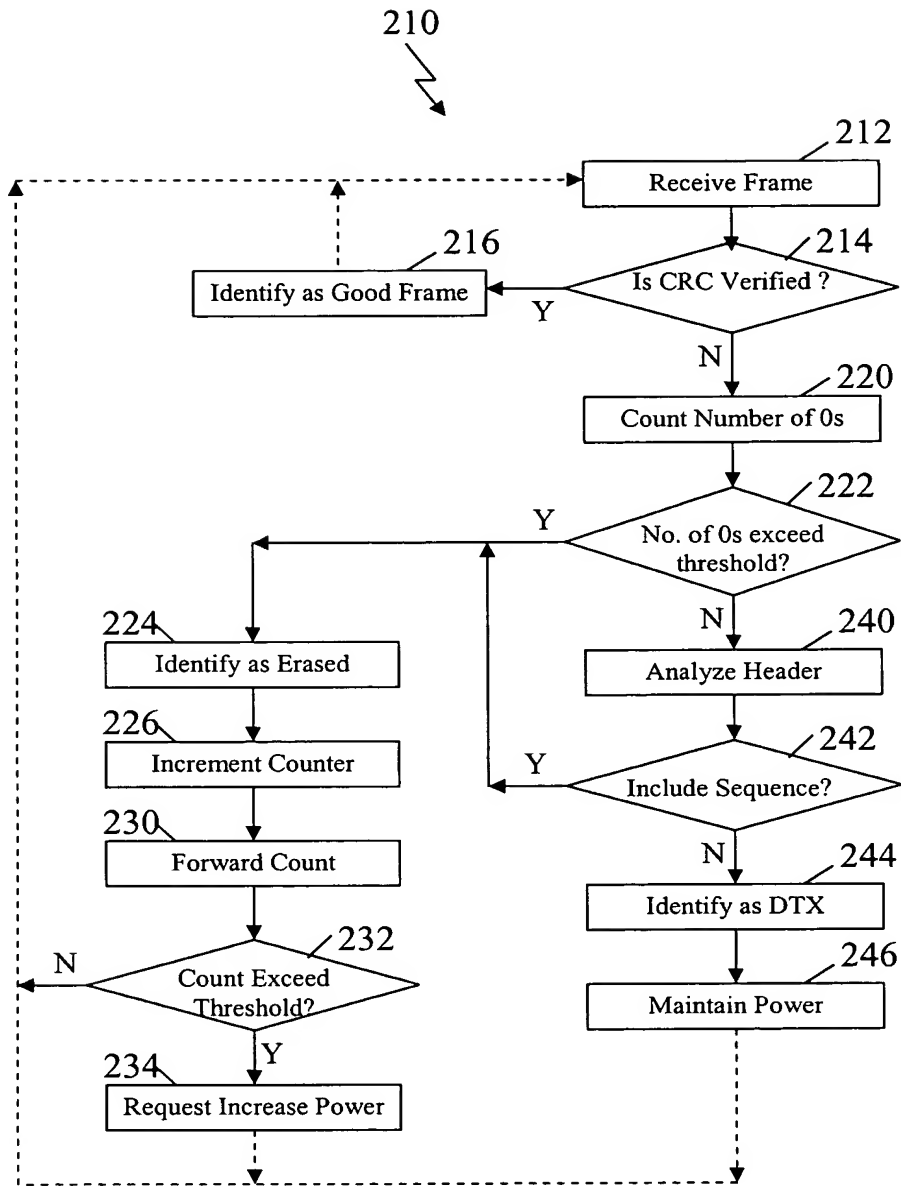 210
212
Receive Frame
214
Is CRC Verified ?
216
Identify as Good Frame
Y
N
220
Count Number of 0s
222
No. of 0s exceed
threshold?
Y
N
224
Identify as Erased
240
Analyze Header
226
Increment Counter
242
Include Sequence?
Y
N
230
Forward Count
244
Identify as DTX
232
Count Exceed
Threshold?
N
Y
246
Maintain Power
234
Request Increase Power